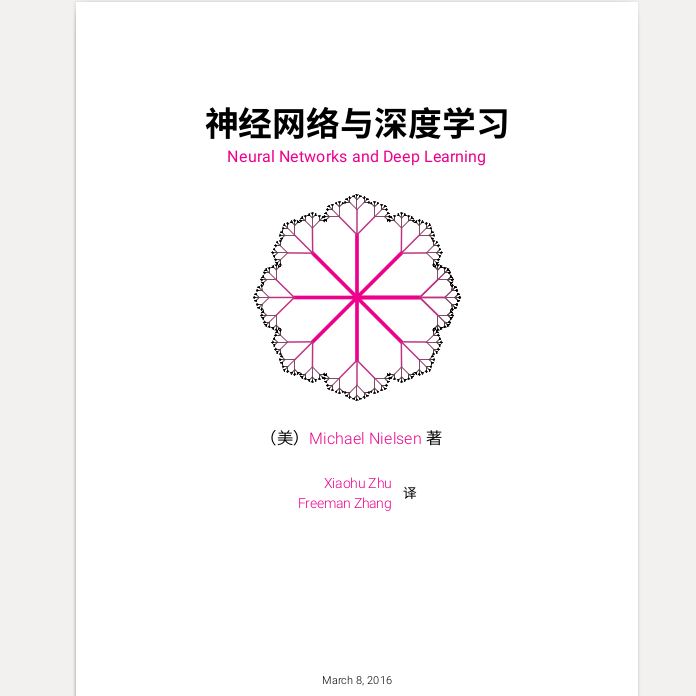 神经网络与深度学习
Neural Networks and Deep Learning
（美）Michael Nielsen 著
Xiaohu Zhu
Freeman Zhang
译
March 8, 2016